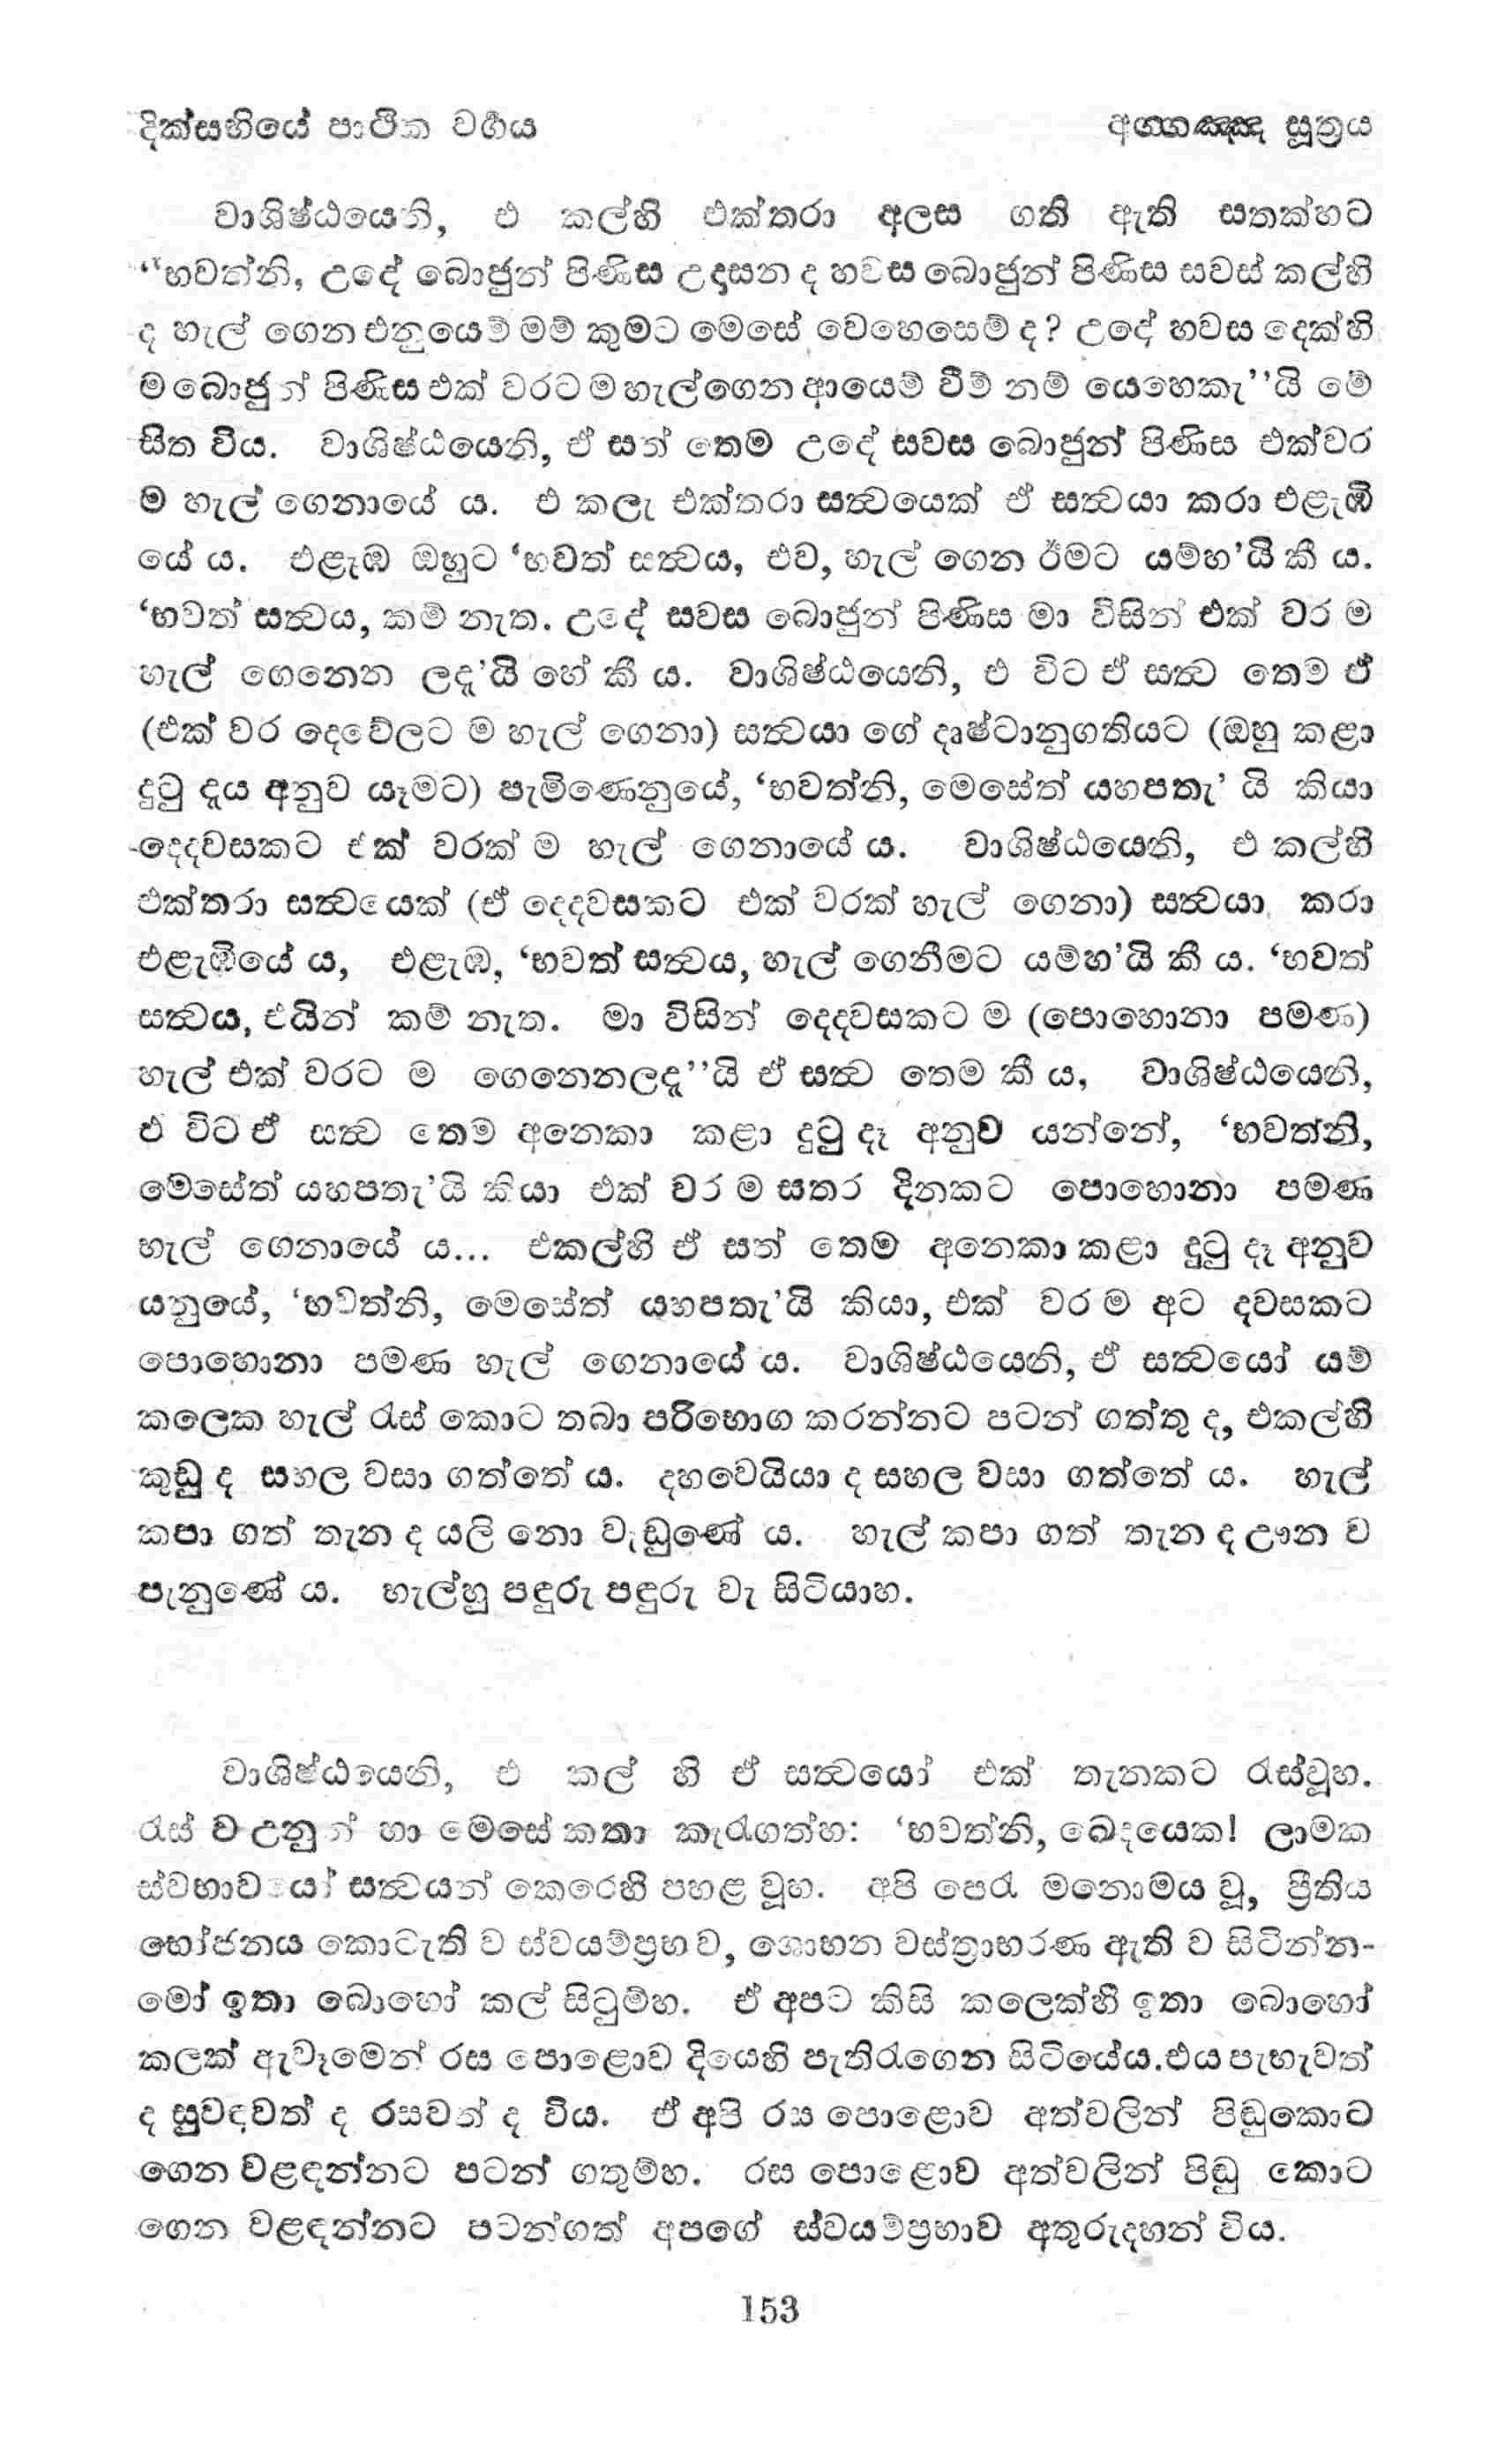 දික්සඟියේ පාථික වර්‍ගය
අග්ගඤ්ඤ සූත්‍රය
වාශිෂ්ඨයෙනි, එ කල්හි එක්තරා අලස ගති ඇති සතක්හට
“භවත්නි, උදේ බොජුන් පිණිස උදාසන ද හවස බොජුන් පිණිස සවස් කල්හි
ද හැල් ගෙන එනුයෙම් මම් කුමට මෙසේ වෙහෙසෙම් ද? උදේ හවස දෙක්හි
ම බොජුන් පිණිස එක් වරට ම හැල්ගෙන ආයෙම් වීම් නම් යෙහෙකැ’’යි මේ
සිත විය. වාශිෂ්ඨයෙනි, ඒ සත් තෙම උදේ සවස බොජුන් පිණිස එක්වර
ම හැල් ගෙනායේ ය. එ කලැ එක්තරා සත්‍වයෙක් ඒ සත්‍වයා කරා එළැඹි
යේ ය. එළැඹ ඔහුට ‘භවත් සත්‍වය, එව, හැල් ගෙන ඊමට යම්හ’යි කී ය.
‘භවත් සත්‍වය, කම් නැත. උදේ සවස බොජුන් පිණිස මා විසින් එක් වර ම
හැල් ගෙනෙන ලදැ’යි හේ කී ය. වාශිෂ්ඨයෙනි, එ විට ඒ සත්‍ව තෙම ඒ
(එක් වර දෙවේලට ම හැල් ගෙනා) සත්‍වයා ගේ දෘෂ්ටානුගතියට (ඔහු කළා
දුටු දැය අනුව යෑමට) පැමිණෙනුයේ, ‘භවත්නි, මෙසේත් යහපතැ’ යි කියා
දෙදවසකට එක් වරක් ම හැල් ගෙනායේ ය. වාශිෂ්ඨයෙනි, එ කල්හි
එක්තරා සත්‍වයෙක් (ඒ දෙදවසකට එක් වරක් හැල් ගෙනා) සත්‍වයා කරා
එළැඹියේ ය, එළැඹ, ‘භවත් සත්‍වය, හැල් ගෙනීමට යම්හ’යි කී ය. ‘භවත්
සත්‍වය, එයින් කම් නැත. මා විසින් දෙදවසකට ම (පොහොනා පමණ)
හැල් එක් වරට ම ගෙනෙනලදැ’’යි ඒ සත්‍ව තෙම කී ය, වාශිෂ්ඨයෙනි,
එ විට ඒ සත්‍ව තෙම අනෙකා කළා දුටු දෑ අනුව යන්නේ, ‘භවත්නි,
මෙසේත් යහපතැ’යි කියා එක් වර ම සතර දිනකට පොහොනා පමණ
හැල් ගෙනායේ ය... එකල්හි ඒ සත් තෙම අනෙකා කළා දුටු දෑ අනුව
යනුයේ, ‘භවත්නි, මෙසේත් යහපතැ’යි කියා, එක් වර ම අට දවසකට
පොහොනා පමණ හැල් ගෙනායේ ය. වාශිෂ්ඨයෙනි, ඒ සත්‍වයෝ යම්
කලෙක හැල් රැස් කොට තබා පරිභොග කරන්නට පටන් ගත්තු ද, එකල්හි
කුඩු ද සහල වසා ගත්තේ ය. දහවෙයියා ද සහල වසා ගත්තේ ය. හැල්
කපා ගත් තැන ද යලි නො වැඩුණේ ය. හැල් කපා ගත් තැන ද ඌන ව
පැනුණේ ය. හැල්හු පඳුරු පඳුරු වැ සිටියාහ.
වාශිෂ්ඨයෙනි, එ කල් හි ඒ සත්‍වයෝ එක් තැනකට රැස්වූහ.
රැස් ව උනුන් හා මෙසේ කතා කැරැගත්හ: ‘භවත්නි, ඛෙදයෙක! ලාමක
ස්වභාවයෝ සත්‍වයන් කෙරෙහි පහළ වූහ. අපි පෙරැ මනොමය වූ, ප්‍රීතිය
භෝජනය කොටැති ව ස්වයම්ප්‍රභ ව, ශොභන වස්ත්‍රාභරණ ඇති ව සිටින්න-
මෝ ඉතා බොහෝ කල් සිටුම්හ. ඒ අපට කිසි කලෙක්හි ඉතා බොහෝ
කලක් ඇවෑමෙන් රස පොළොව දියෙහි පැතිරැගෙන සිටියේය.එය පැහැවත්
ද සුවඳවත් ද රසවත් ද විය. ඒ අපි රස පොළොව අත්වලින් පිඬුකොට
ගෙන වළඳන්නට පටන් ගතුම්හ. රස පොළොව අත්වලින් පිඬු කොට
ගෙන වළඳන්නට පටන්ගත් අපගේ ස්වයම්ප්‍රභාව අතුරුදහන් විය.
153